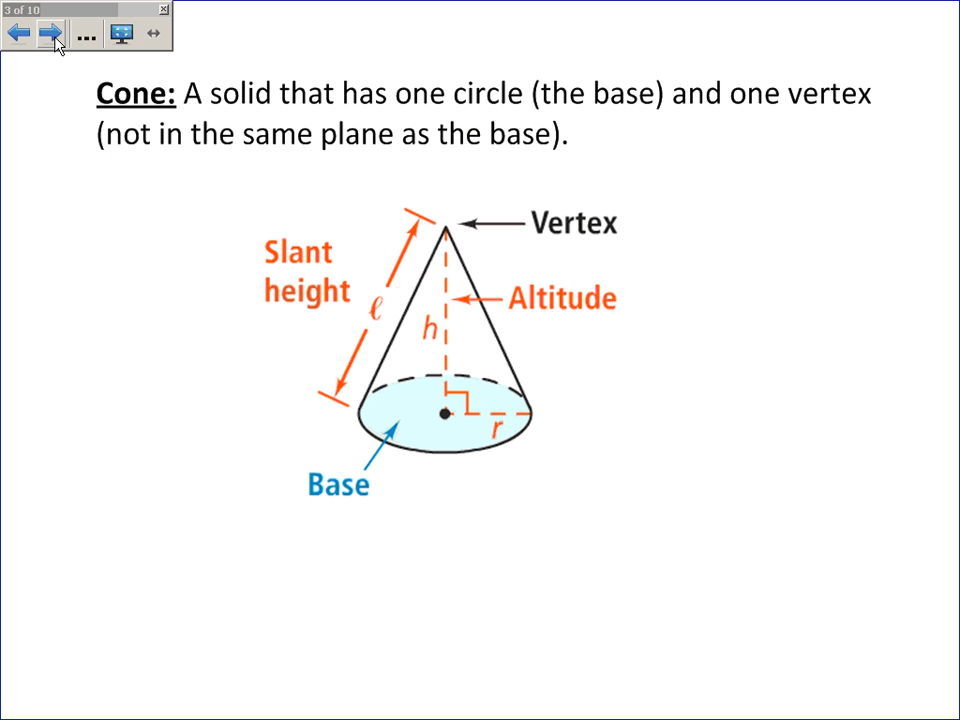 3 of 10
Cone: A solid that has one circle (the base) and one vertex
(not in the same plane as the base).
Vertex
Slant
height
ℓ
Altitude
h
r
Base